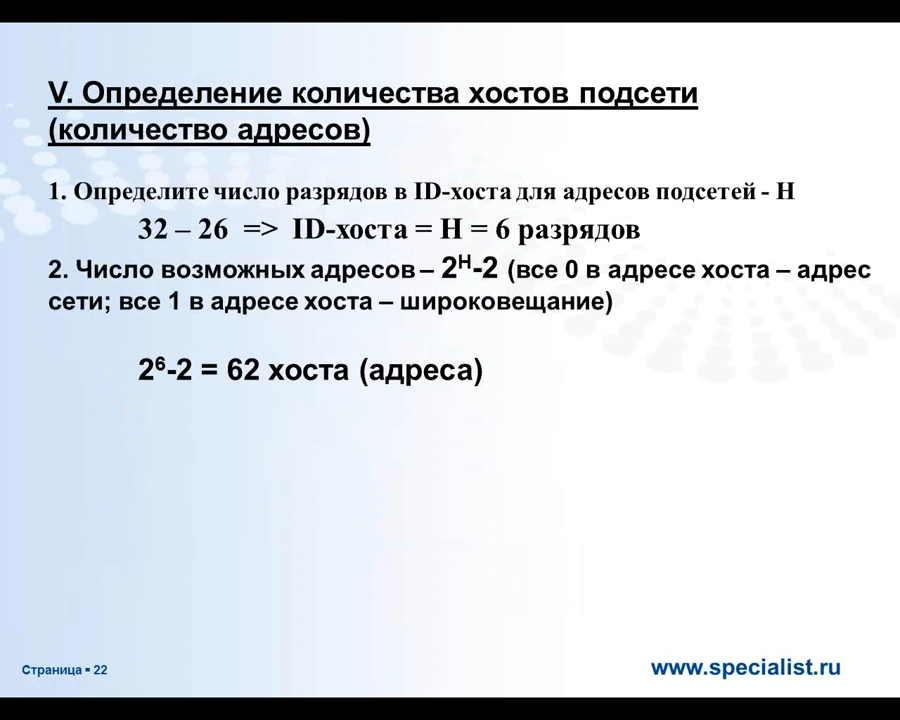 V. Определение количества хостов подсети
(количество адресов)
1. Определите число разрядов в ID-хоста для адресов подсетей - H
32 – 26 => ID-хоста = H = 6 разрядов
2. Число возможных адресов – 2ᴴ-2 (все 0 в адресе хоста – адрес
сети; все 1 в адресе хоста – широковещание)
2⁶-2 = 62 хоста (адреса)
Страница ▪ 22
www.specialist.ru